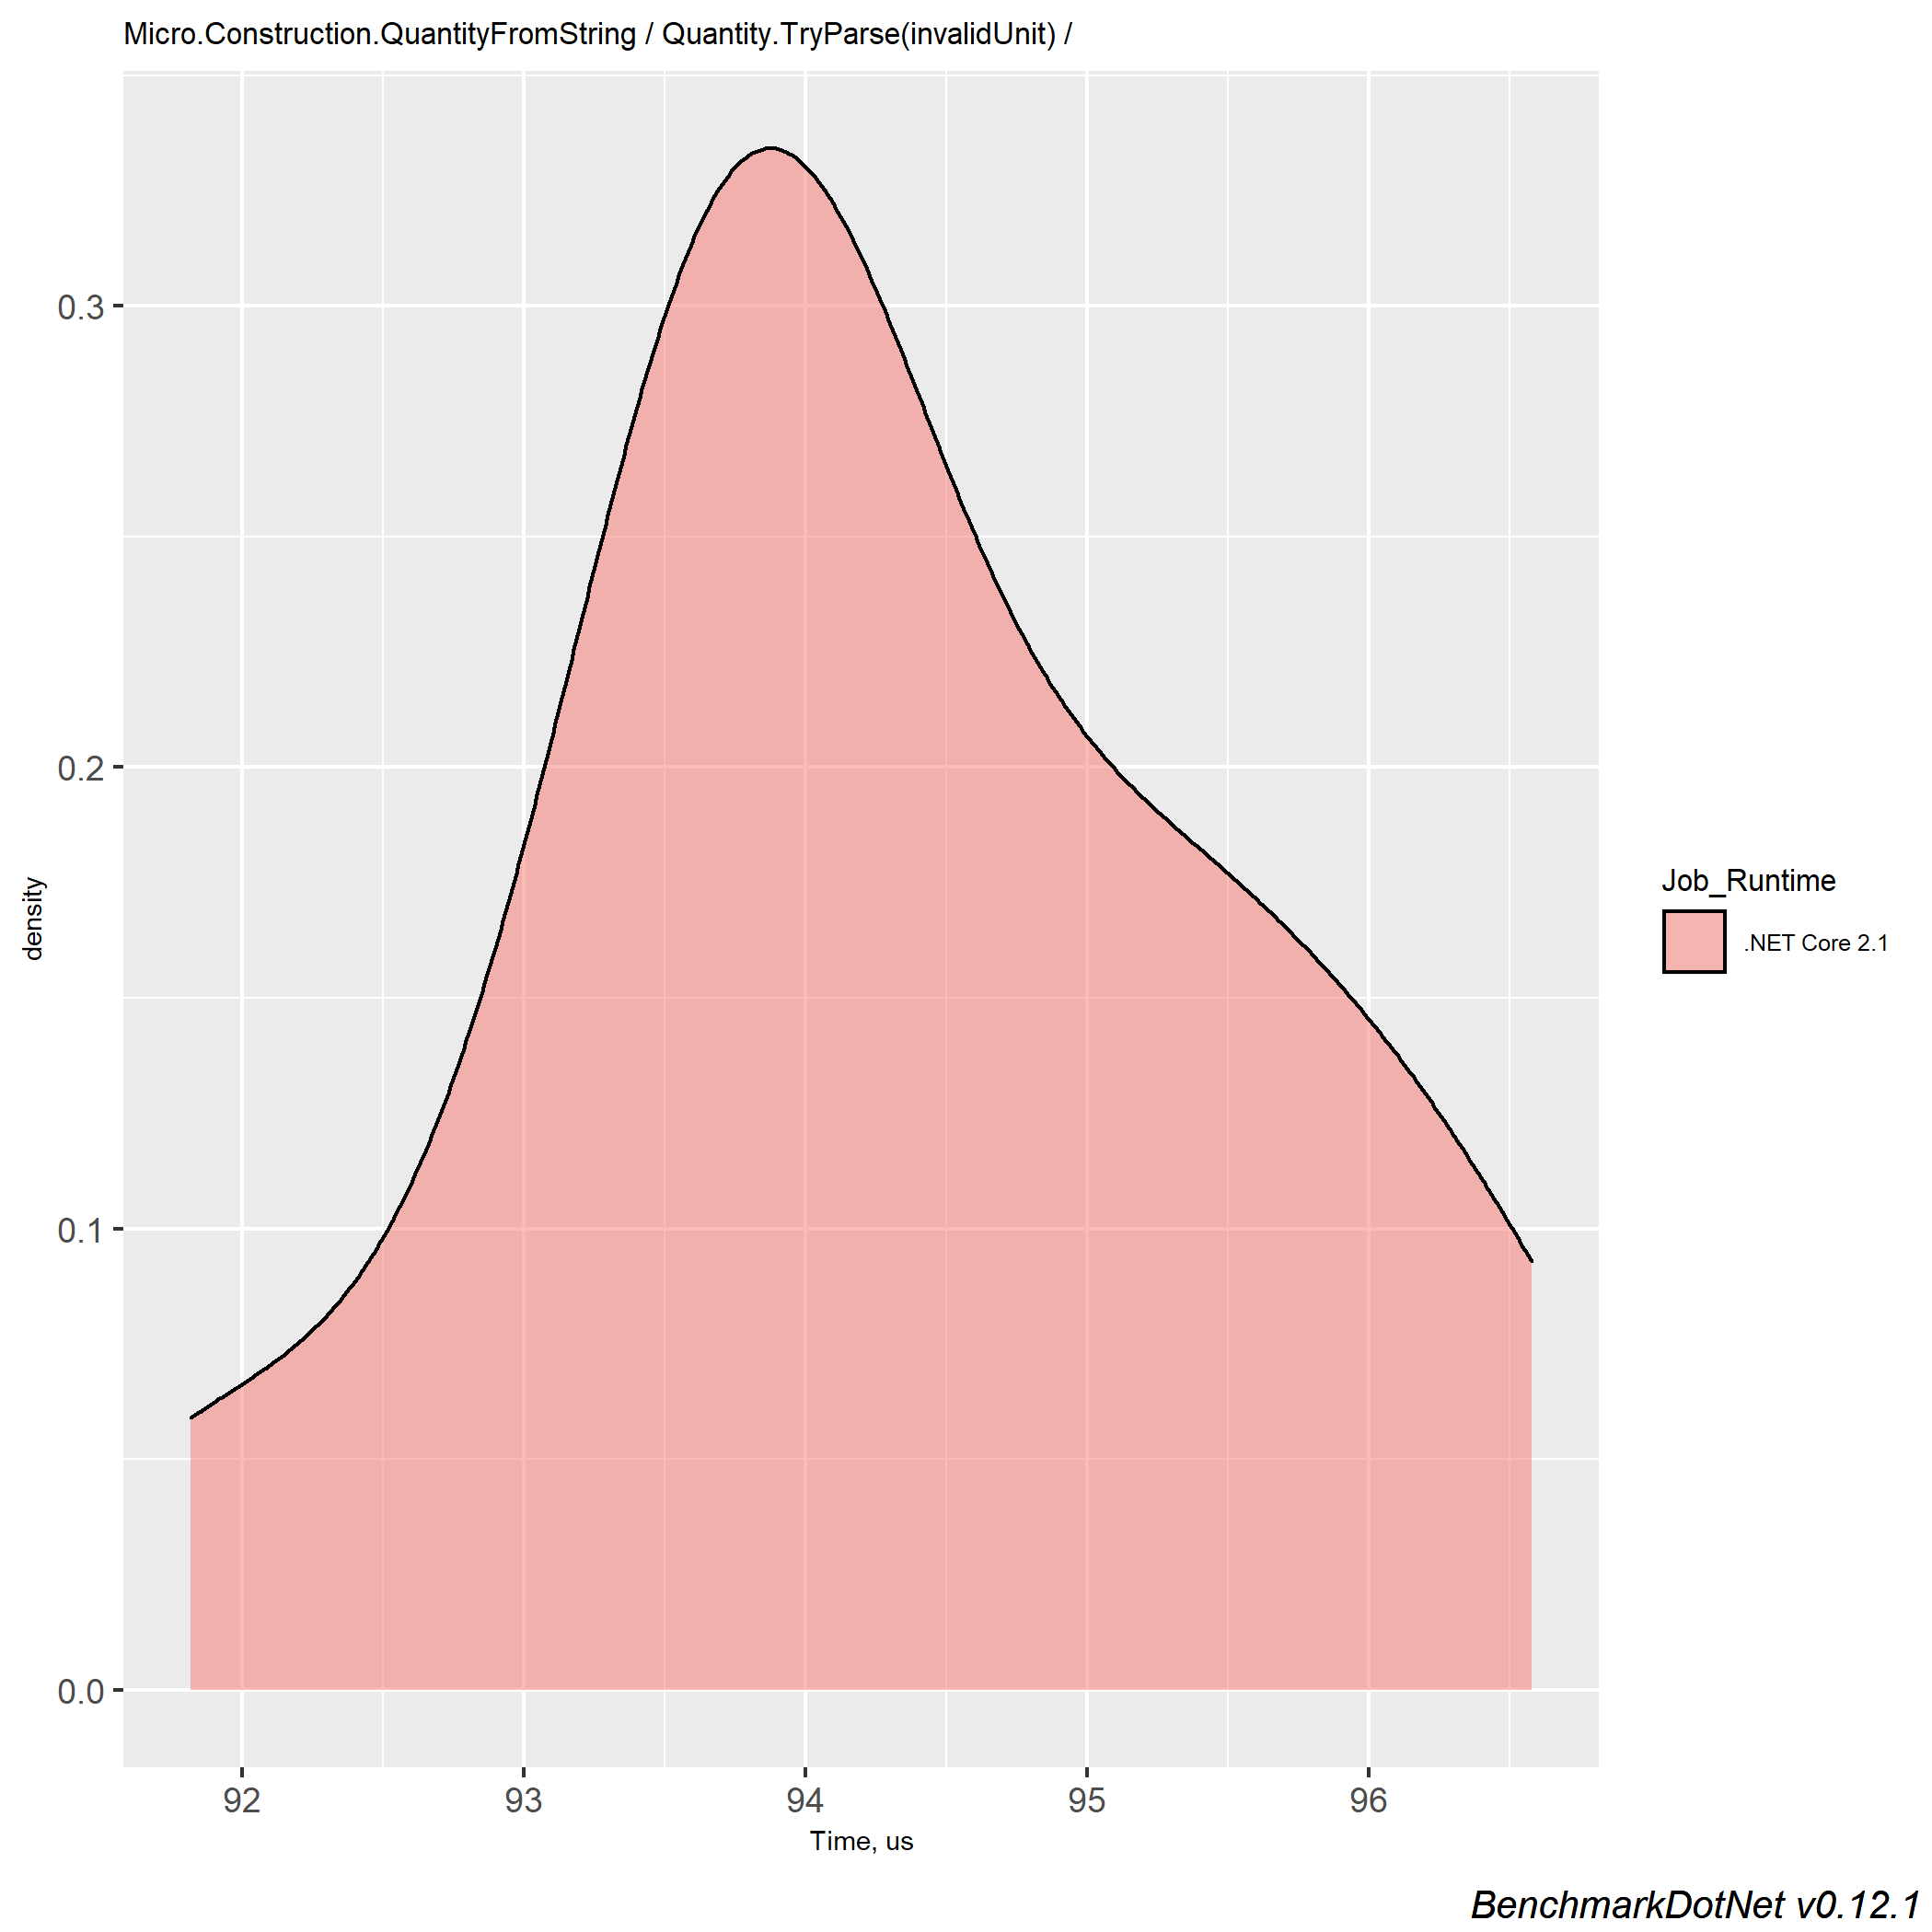 Micro.Construction.QuantityFromString / Quantity.TryParse(invalidUnit) /
0.3
0.2
0.1
0.0
density
92 93 94 95 96
Time, us
Job_Runtime
.NET Core 2.1
BenchmarkDotNet v0.12.1